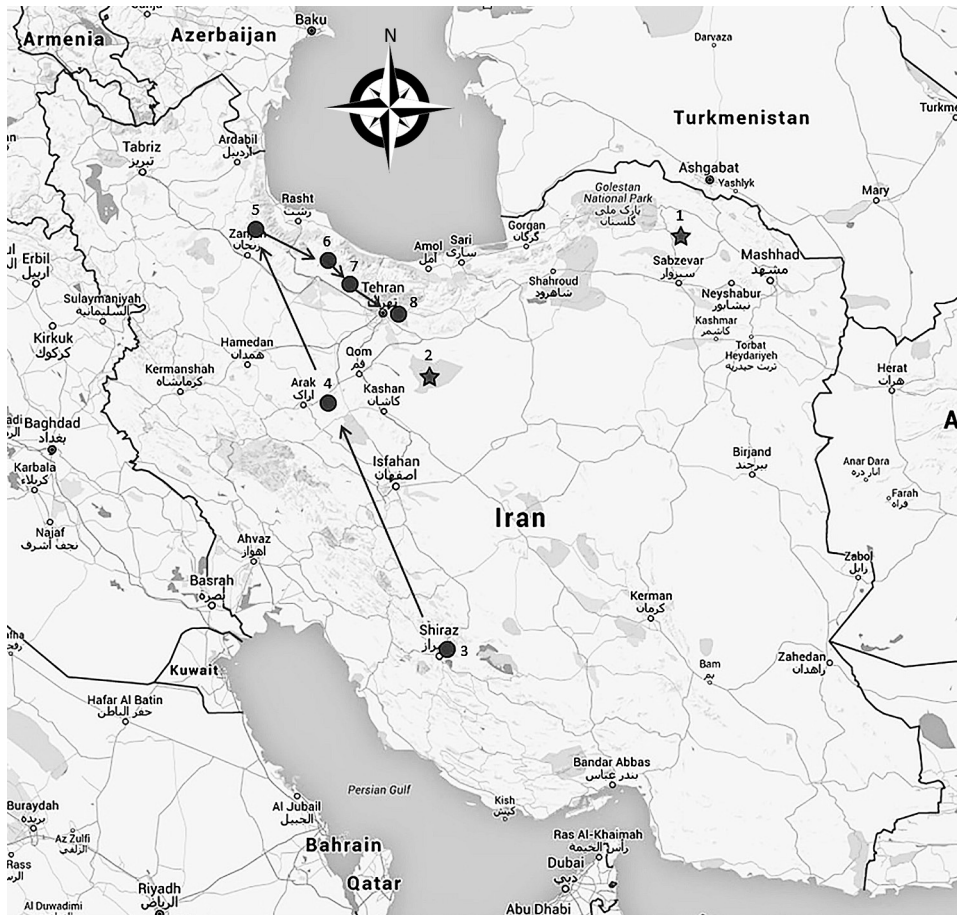 Baku
N
Armenia
Azerbaijan
Darvaza
Turkmenistan
Tabriz
تبریز
Ardabil
اردبیل
Ashgabat
Yashlyk
Mary
Golestan
National Park
پارک ملی
گلستان
1
Rasht
رشت
5
Zanjan
زنجان
6
7
Amol
آمل
Sari
ساری
Gorgan
گرگان
Sabzevar
سبزوار
Mashhad
مشهد
Erbil
اربيل
Shahroud
شاهرود
Tehran
تهران
8
Neyshabur
نیشابور
Sulaymaniyah
السليمانية
Kirkuk
كركوك
Kashmar
کاشمر
Torbat
Heydariyeh
تربت حیدریه
Hamedan
همدان
Qom
قم
2
Kermanshah
کرمانشاه
Arak
اراک
4
Kashan
کاشان
Herat
هرات
Baghdad
بغداد
A
Karbala
كربلاء
Isfahan
اصفهان
Birjand
بیرجند
Anar Dara
انار دره
Farah
فراه
Iran
Najaf
نجف أشرف
Ahvaz
اهواز
Zabol
زابل
Basrah
بصرة
Kerman
کرمان
Shiraz
شیراز
3
Kuwait
Bam
بم
Zahedan
زاهدان
Hafar Al Batin
حفر الباطن
Bandar Abbas
بندر عباس
Persian Gulf
Kish
کیش
Al Jubail
الجبيل
Buraydah
بريدة
Az Zulfi
الزلفي
Ras Al-Khaimah
رأس الخيمة
Bahrain
Dubai
دبي
Qatar
Riyadh
الرياض
Al Duwadimi
Abu Dhabi